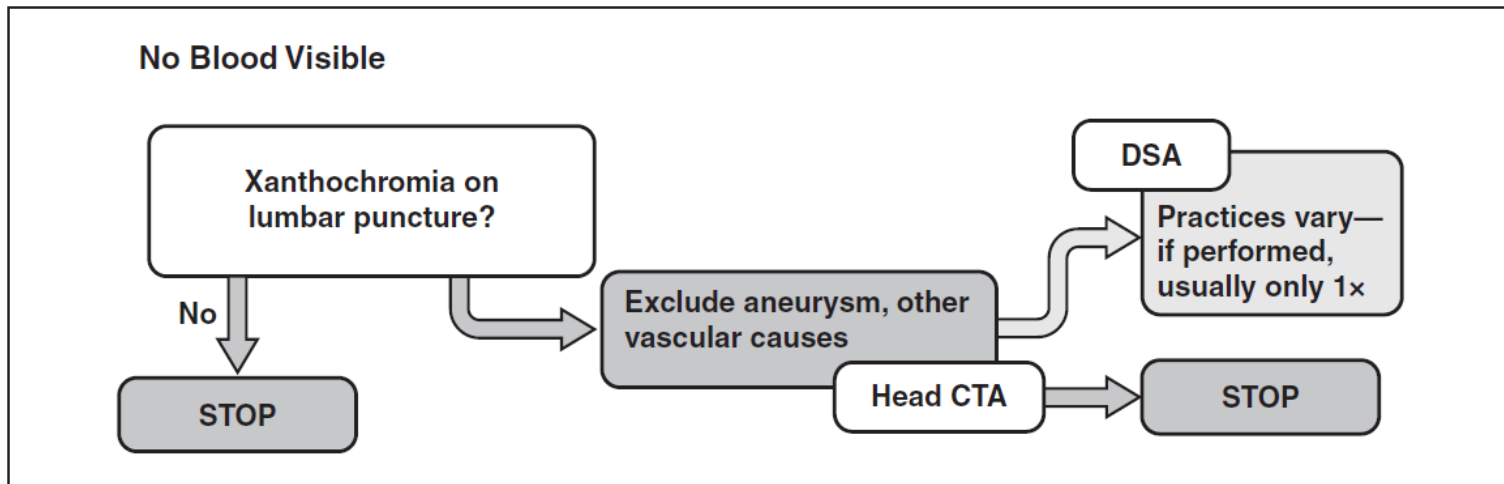 No Blood Visible
Xanthochromia on
lumbar puncture?
No
STOP
Exclude aneurysm, other
vascular causes
Head CTA
DSA
Practices vary—
if performed,
usually only 1×
STOP